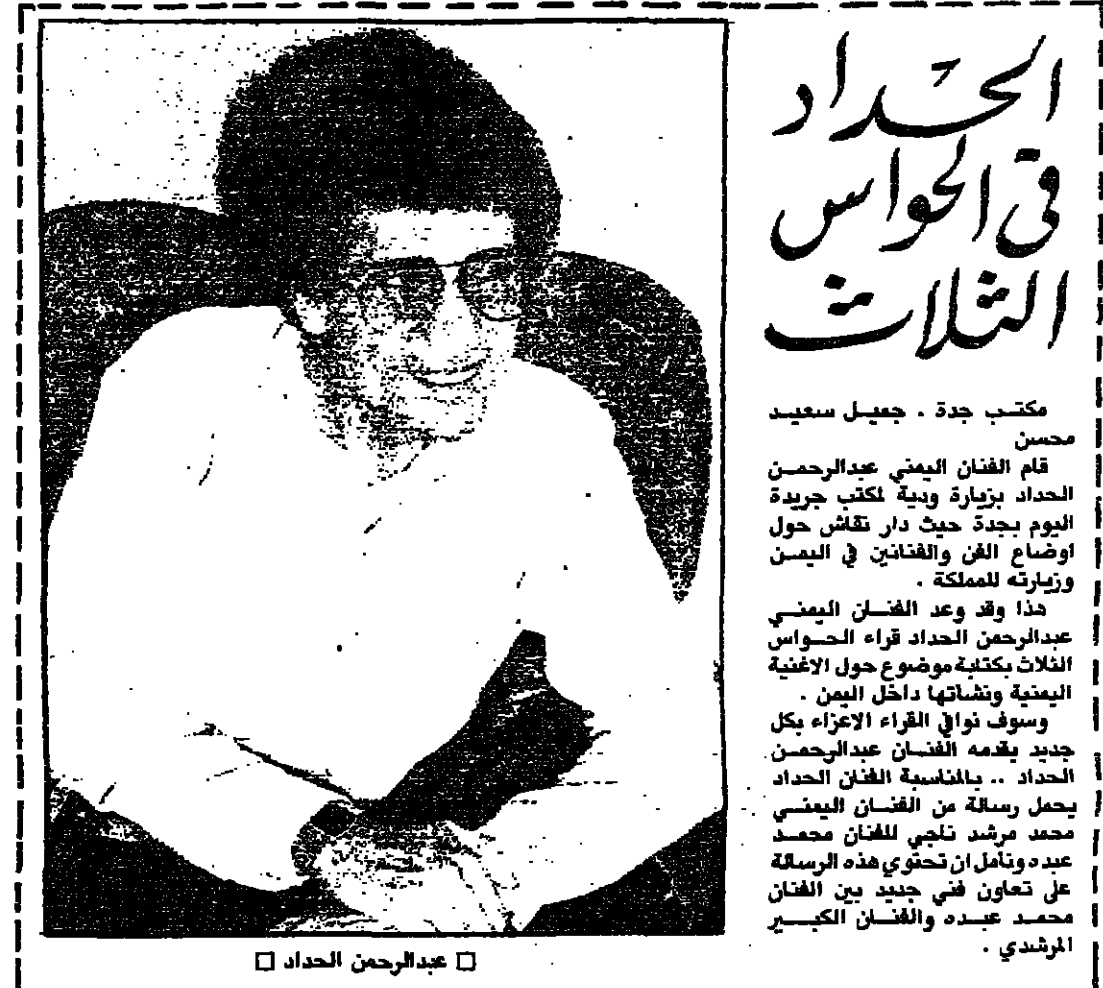 الحداد
في الحواس
الثلاث
مكتب جدة . جميل سعيد
محسن
قام الفنان اليمني عبدالرحمن
الحداد بزيارة ودية لمكتب جريدة
اليوم بجدة حيث دار نقاش حول
اوضاع الفن والفنانين في اليمن
وزيارته للمملكة .
هذا وقد وعد الفنان اليمني
عبدالرحمن الحداد قراء الحواس
الثلاث بكتابة موضوع حول الاغنية
اليمنية ونشأتها داخل اليمن .
وسوف نوافي القراء الاعزاء بكل
جديد يقدمه الفنان عبدالرحمن
الحداد .. بالمناسبة الفنان الحداد
يحمل رسالة من الفنان اليمني
محمد مرشد ناجي للفنان محمد
عبده ونأمل ان تحتوي هذه الرسالة
على تعاون فني جديد بين الفنان
محمد عبده والفنان الكبير
المرشدي .
□ عبدالرحمن الحداد □